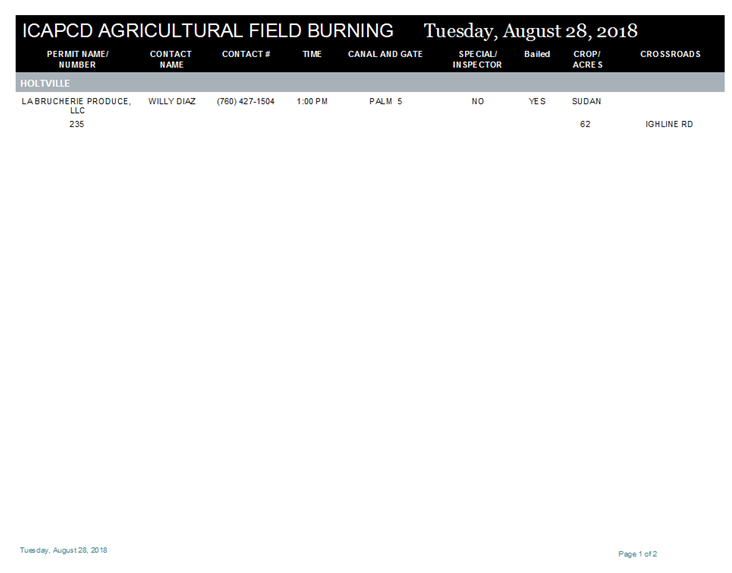 ICAPCD AGRICULTURAL FIELD BURNING Tuesday, August 28, 2018
PERMIT NAME/ CONTACT CONTACT # TIME CANAL AND GATE SPECIAL/ Bailed CROP/ CROSSROADS
NUMBER NAME INSPECTOR ACRES
HOLTVILLE
LA BRUCHERIE PRODUCE, WILLY DIAZ (760) 427-1504 1:00 PM PALM 5 NO YES SUDAN
LLC
235 62 IGHLINE RD
Tuesday, August 28, 2018
Page 1 of 2